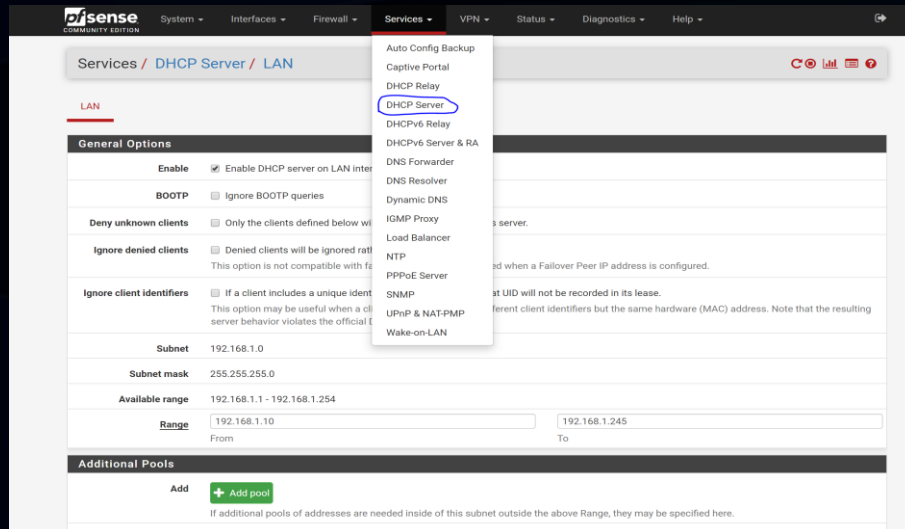 pfsense
COMMUNITY EDITION
System Interfaces Firewall Services VPN Status Diagnostics Help
Auto Config Backup
Captive Portal
DHCP Relay
DHCP Server
DHCPv6 Relay
DHCPv6 Server & RA
DNS Forwarder
DNS Resolver
Dynamic DNS
IGMP Proxy
Load Balancer
NTP
PPPoE Server
SNMP
UPnP & NAT-PMP
Wake-on-LAN
Services / DHCP Server / LAN
LAN
General Options
Enable Enable DHCP server on LAN
BOOTP Ignore BOOTP queries
Deny unknown clients Only the clients defined below server.
Ignore denied clients Denied clients will be ignored
This option is not compatible with when a Failover Peer IP address is configured.
Ignore client identifiers If a client includes a unique UID will not be recorded in its lease.
This option may be useful when a client identifiers but the same hardware (MAC) address. Note that the resulting
server behavior violates the official
Subnet 192.168.1.0
Subnet mask 255.255.255.0
Available range 192.168.1.1 - 192.168.1.254
Range 192.168.1.10 192.168.1.245
From To
Additional Pools
Add Add pool
If additional pools of addresses are needed inside of this subnet outside the above Range, they may be specified here.